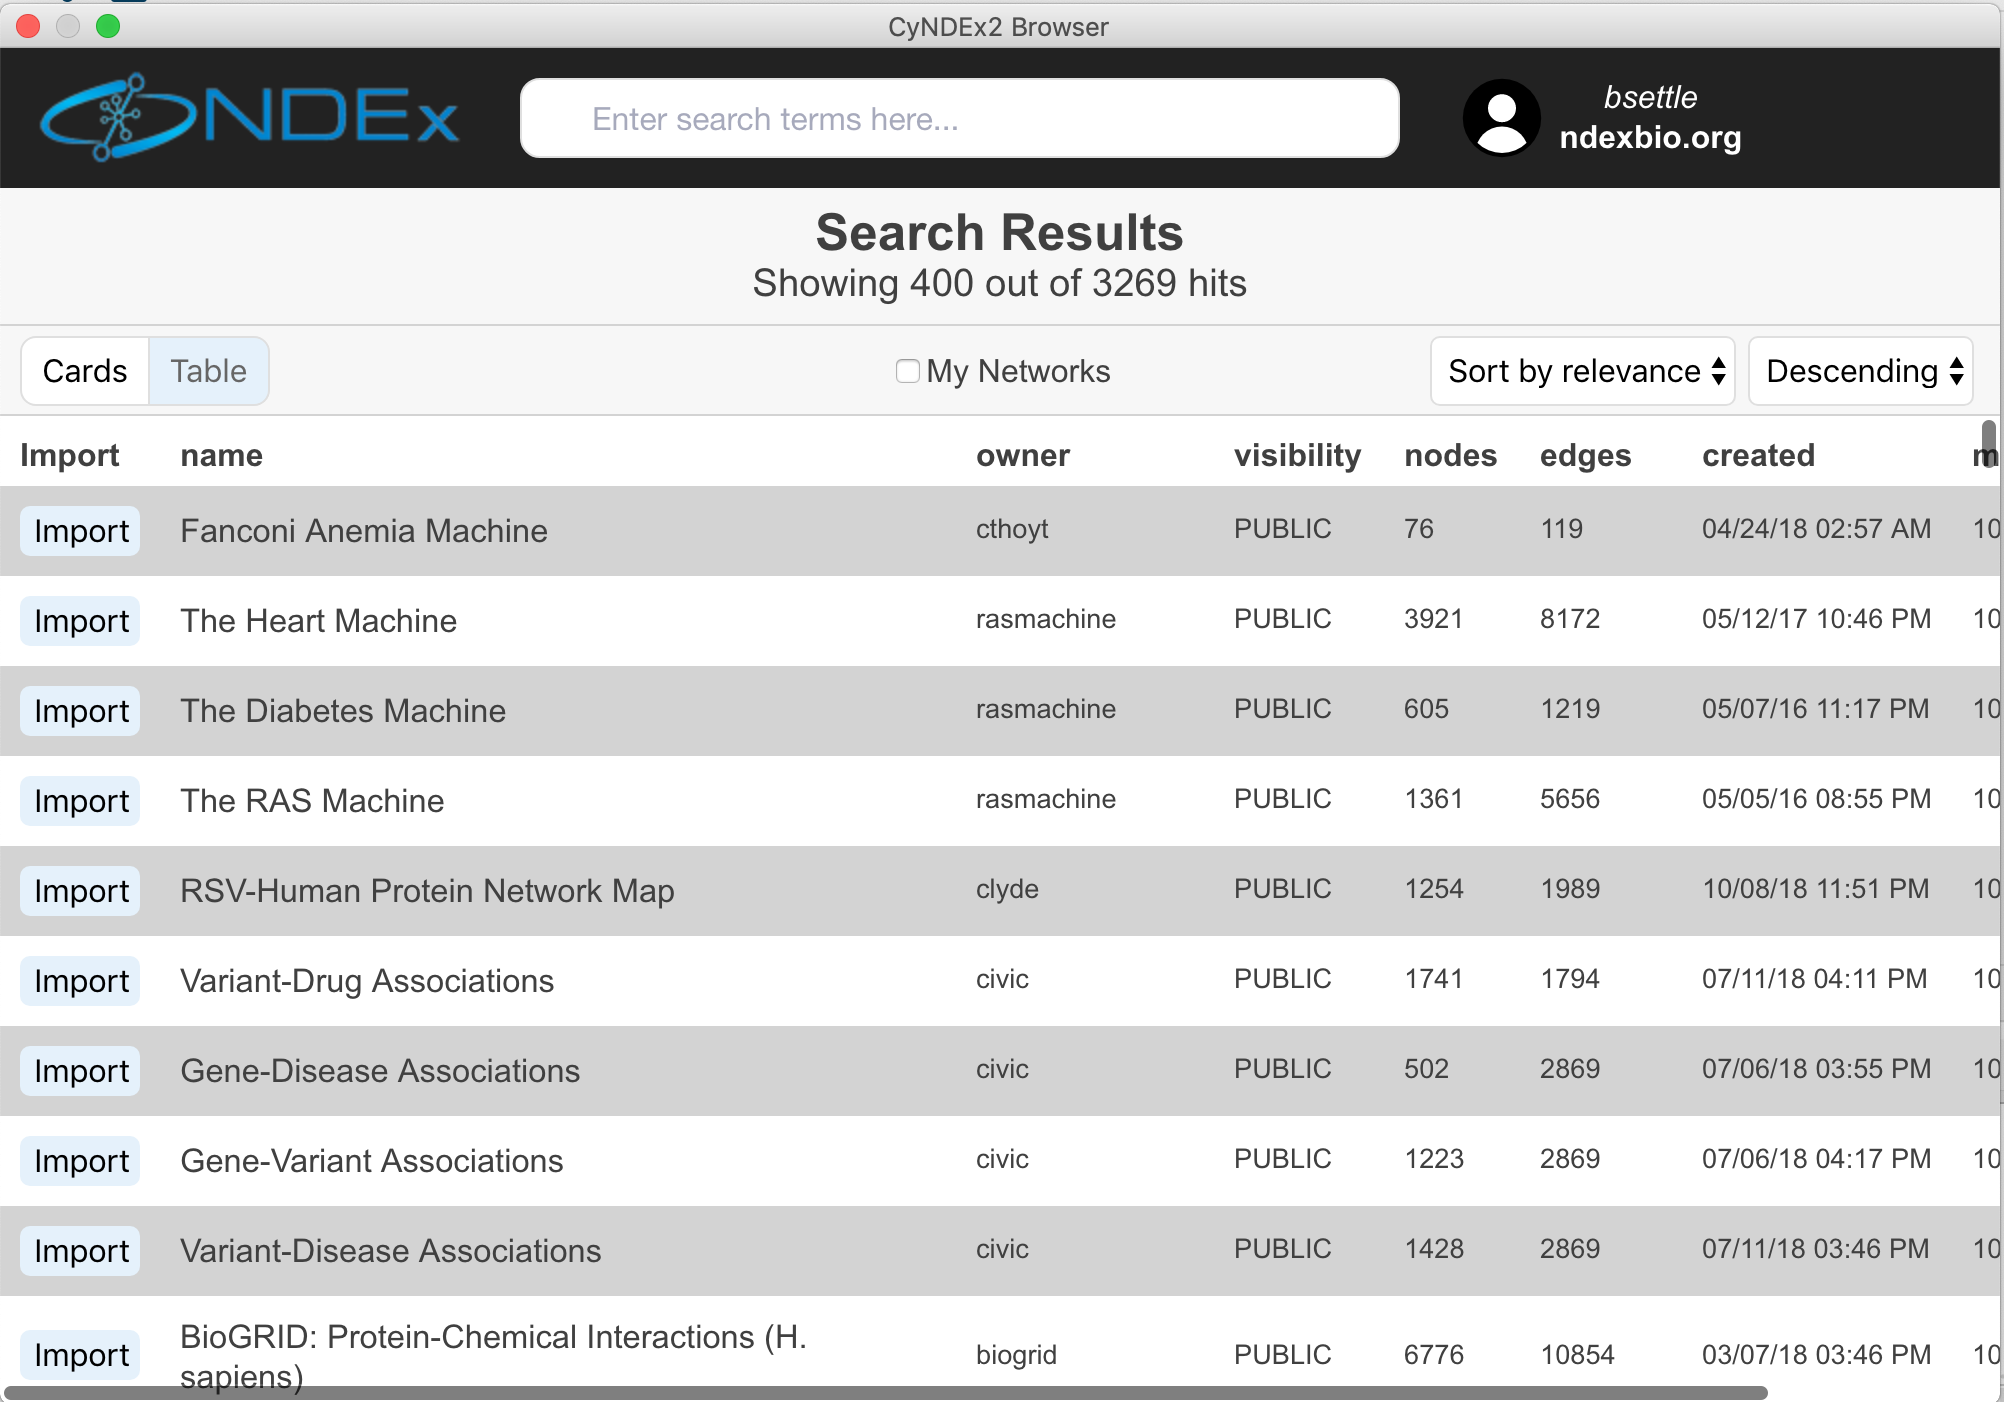 CyNDEx2 Browser
NDEx
Enter search terms here...
bsettle
ndexbio.org
Search Results
Showing 400 out of 3269 hits
Cards Table My Networks Sort by relevance Descending
Import name owner visibility nodes edges created
Import Fanconi Anemia Machine cthoyt PUBLIC 76 119 04/24/18 02:57 AM 10
Import The Heart Machine rasmachine PUBLIC 3921 8172 05/12/17 10:46 PM 10
Import The Diabetes Machine rasmachine PUBLIC 605 1219 05/07/16 11:17 PM 10
Import The RAS Machine rasmachine PUBLIC 1361 5656 05/05/16 08:55 PM 10
Import RSV-Human Protein Network Map clyde PUBLIC 1254 1989 10/08/18 11:51 PM 10
Import Variant-Drug Associations civic PUBLIC 1741 1794 07/11/18 04:11 PM 10
Import Gene-Disease Associations civic PUBLIC 502 2869 07/06/18 03:55 PM 10
Import Gene-Variant Associations civic PUBLIC 1223 2869 07/06/18 04:17 PM 10
Import Variant-Disease Associations civic PUBLIC 1428 2869 07/11/18 03:46 PM 10
Import BioGRID: Protein-Chemical Interactions (H. biogrid PUBLIC 6776 10854 03/07/18 03:46 PM 10
sapiens)